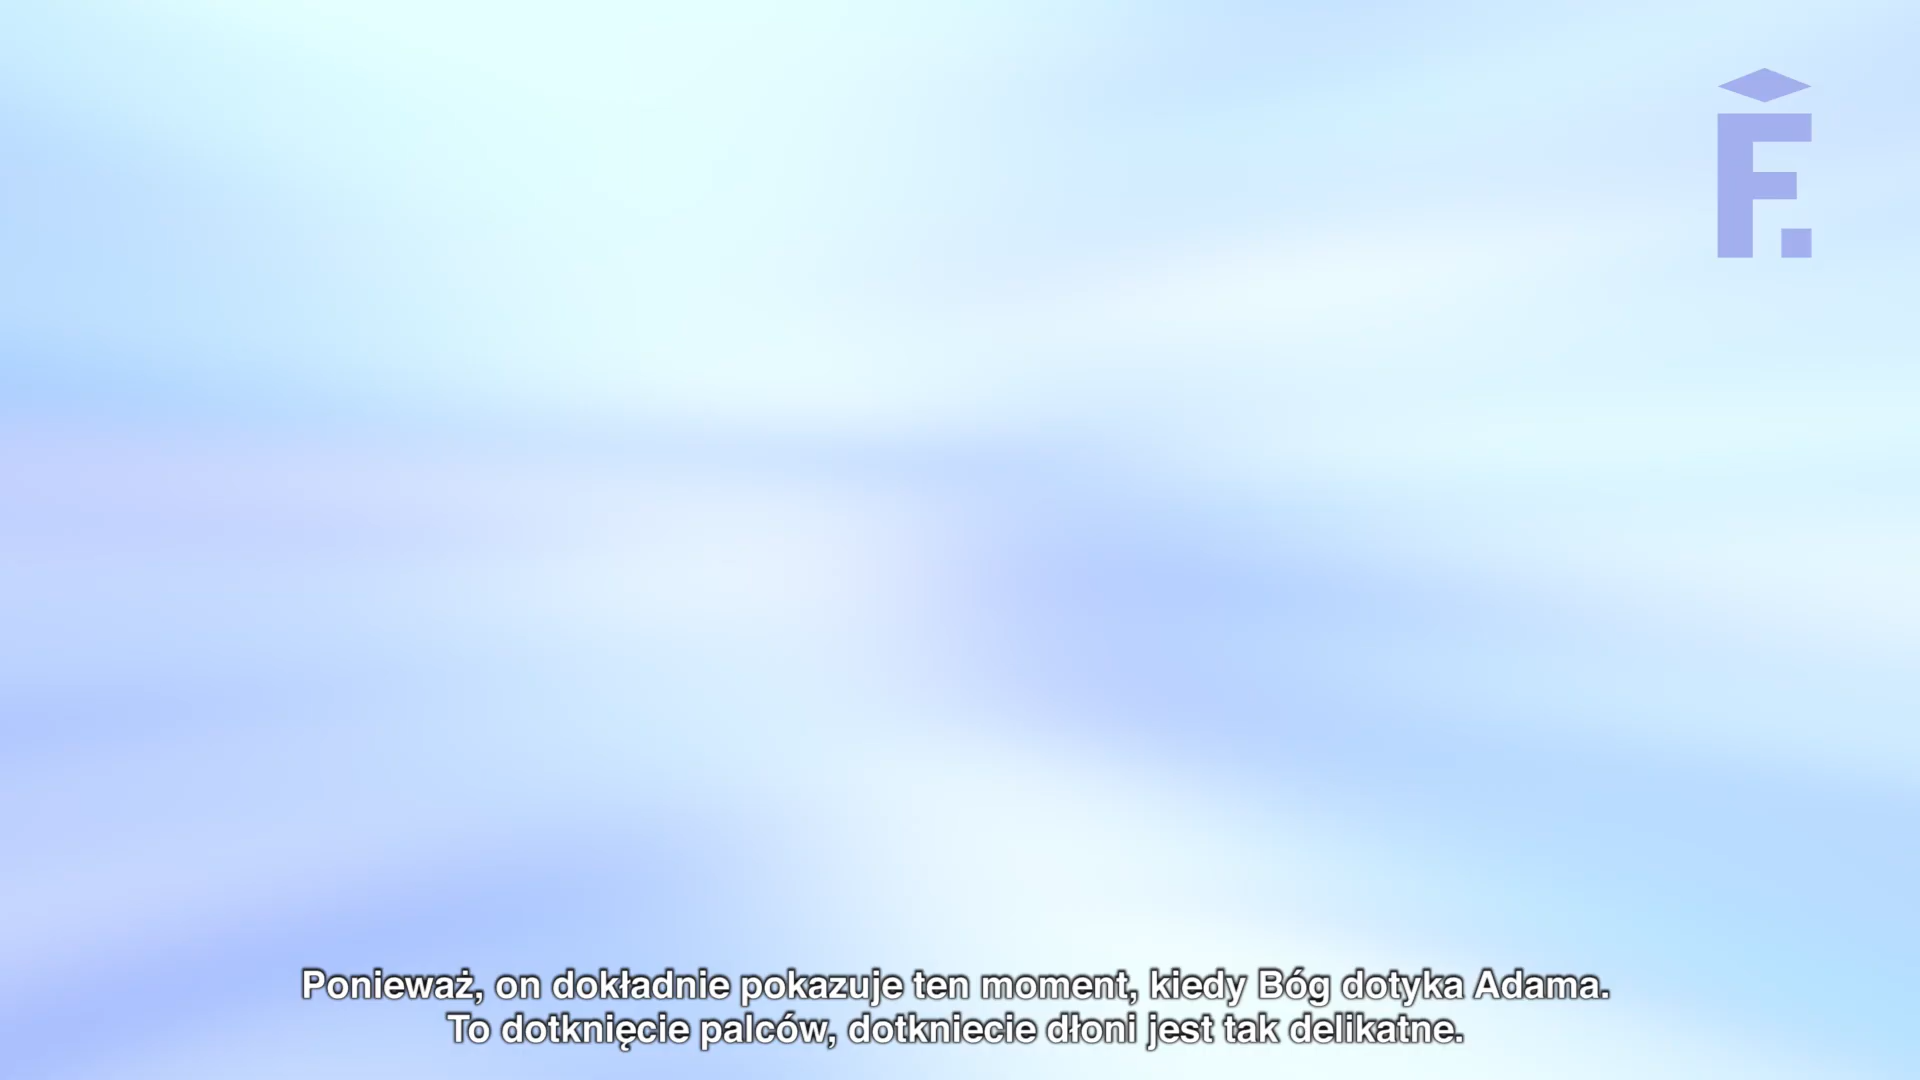 F.
Ponieważ, on dokładnie pokazuje ten moment, kiedy Bóg dotyka Adama.
To dotknięcie palców, dotkniecie dłoni jest tak delikatne.